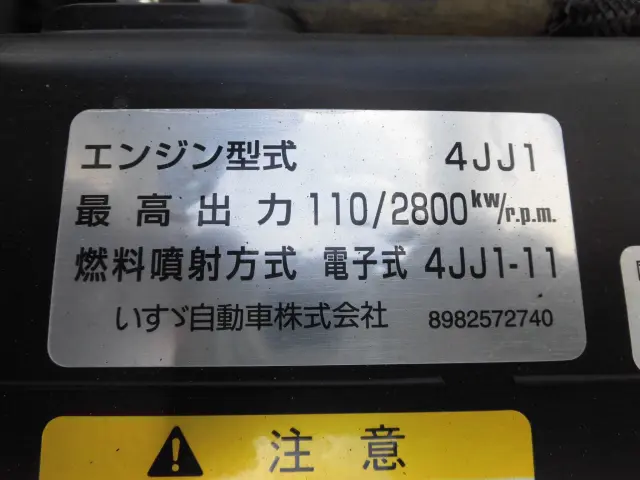 エンジン型式 4JJ1
最高出力 110/2800kw/r.p.m.
燃料噴射方式 電子式 4JJ1-11
いすゞ自動車株式会社 8982572740
注意